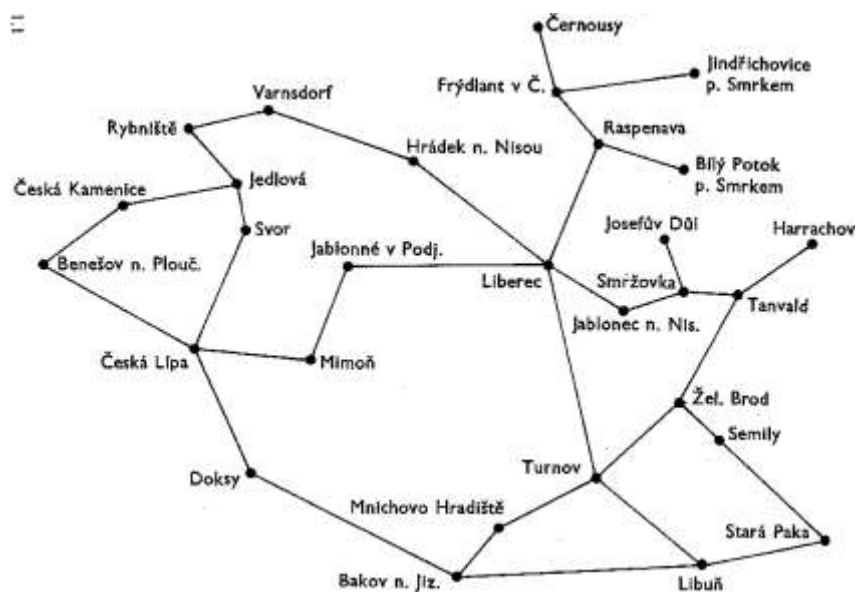 Černousy
Jindřichovice
p. Smrkem
Frýdlant v Č.
Varnsdorf
Rybniště
Raspenava
Hrádek n. Nisou
Bílý Potok
p. Smrkem
Jedlová
Česká Kamenice
Josefův Důl
Harrachov
Svor
Jablonné v Podj.
Benešov n. Plouč.
Liberec
Smržovka
Tanvald
Jablonec n. Nis.
Česká Lípa
Mimoň
Žel. Brod
Semily
Turnov
Doksy
Mnichovo Hradiště
Stará Paka
Bakov n. Jiz.
Libuň